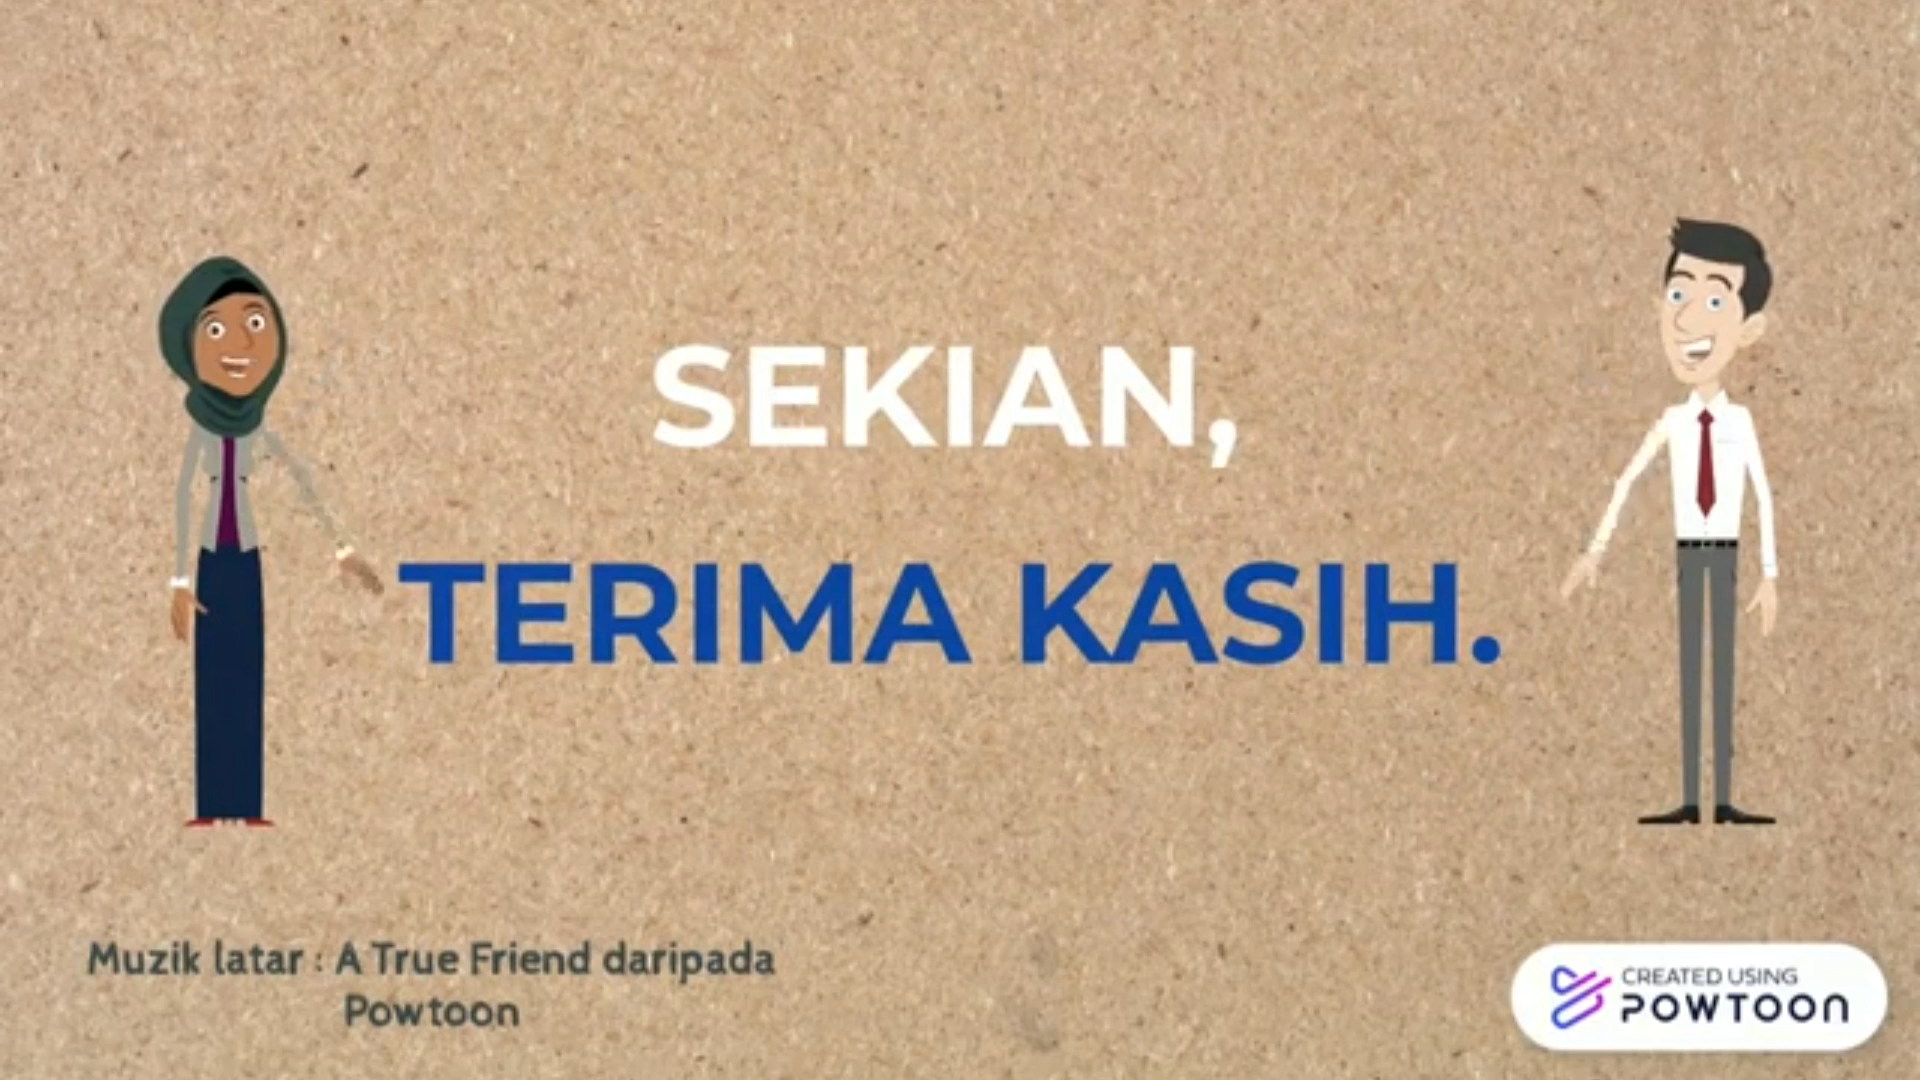 SEKIAN,
TERIMA KASIH.
Muzik latar : A True Friend daripada
Powtoon
CREATED USING
POWTOON